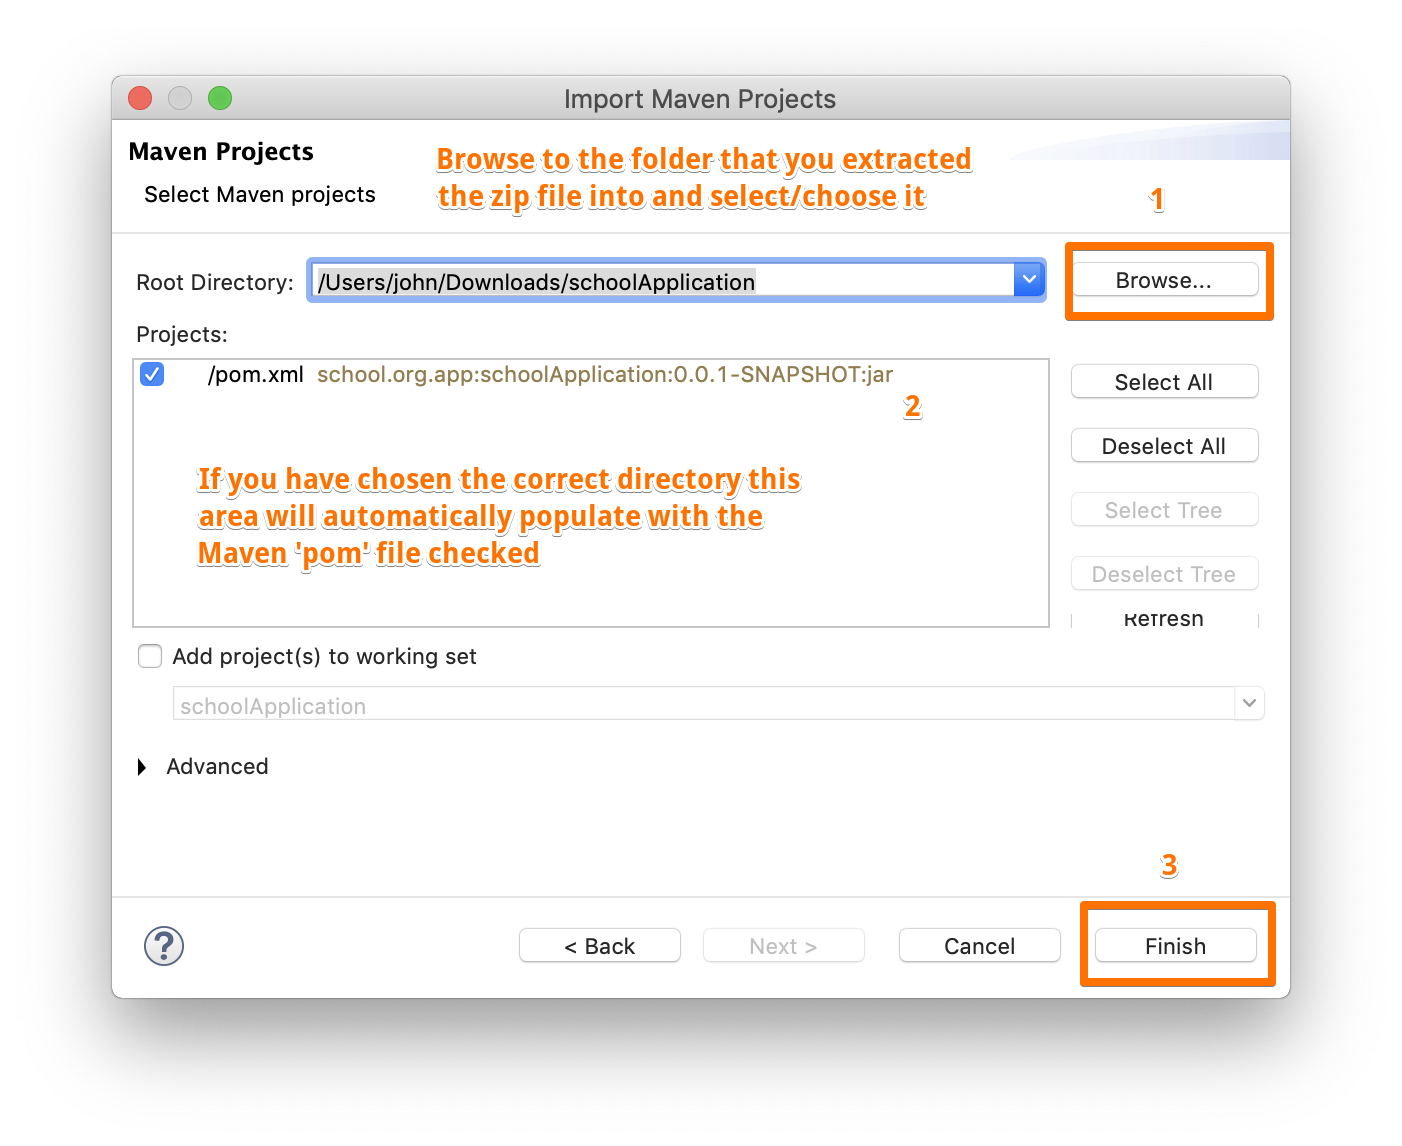 Import Maven Projects
Maven Projects
Select Maven projects
Browse to the folder that you extracted
the zip file into and select/choose it
1
Root Directory:
/Users/john/Downloads/schoolApplication
Browse...
Projects:
/pom.xml school.org.app:schoolApplication:0.0.1-SNAPSHOT:jar
2
If you have chosen the correct directory this
area will automatically populate with the
Maven 'pom' file checked
Select All
Deselect All
Select Tree
Deselect Tree
Refresh
Add project(s) to working set
schoolApplication
Advanced
3
?
< Back
Next >
Cancel
Finish